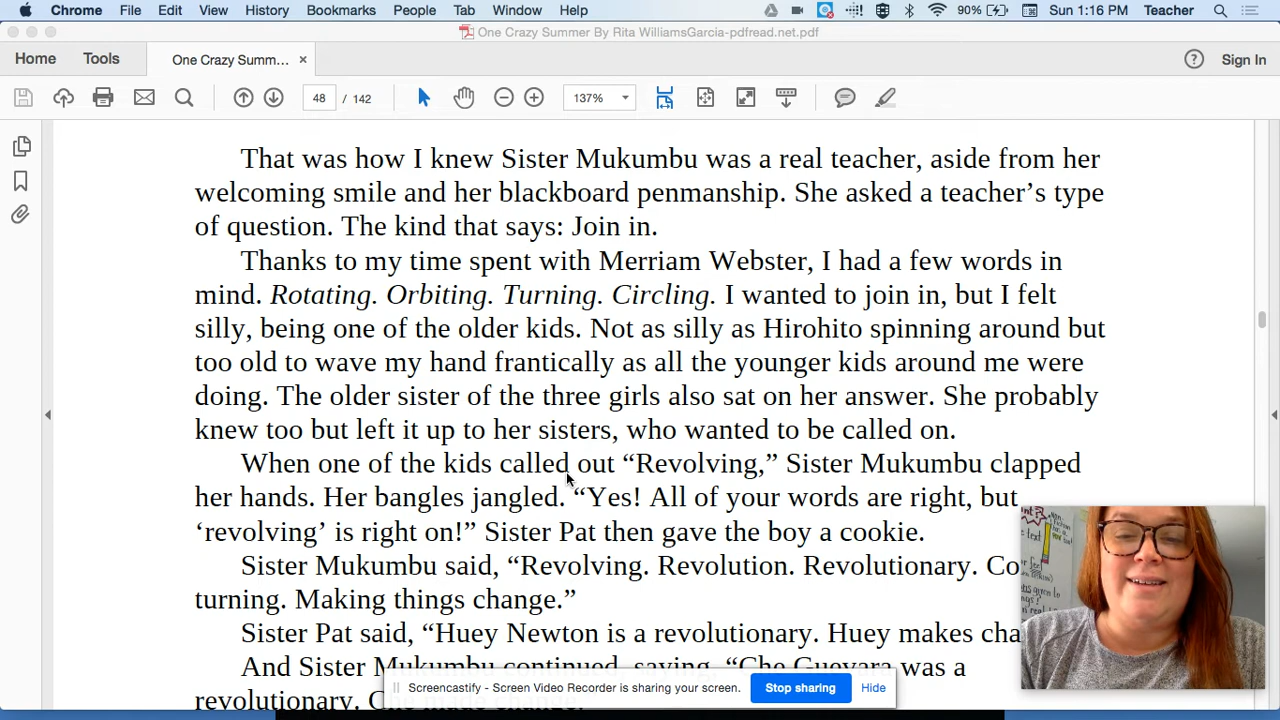 Chrome File Edit View History Bookmarks People Tab Window Help 90% Sun 1:16 PM Teacher
One Crazy Summer By Rita WilliamsGarcia-pdfread.net.pdf
Home Tools One Crazy Summ... × Sign In
48 / 142 137%
That was how I knew Sister Mukumbu was a real teacher, aside from her
welcoming smile and her blackboard penmanship. She asked a teacher's type
of question. The kind that says: Join in.
Thanks to my time spent with Merriam Webster, I had a few words in
mind. Rotating. Orbiting. Turning. Circling. I wanted to join in, but I felt
silly, being one of the older kids. Not as silly as Hirohito spinning around but
too old to wave my hand frantically as all the younger kids around me were
doing. The older sister of the three girls also sat on her answer. She probably
knew too but left it up to her sisters, who wanted to be called on.
When one of the kids called out “Revolving,” Sister Mukumbu clapped
her hands. Her bangles jangled. “Yes! All of your words are right, but
‘revolving’ is right on!” Sister Pat then gave the boy a cookie.
Sister Mukumbu said, “Revolving. Revolution. Revolutionary. Co
turning. Making things change.”
Sister Pat said, “Huey Newton is a revolutionary. Huey makes cha
And Sister Mukumbu continued, saying, “Che Guevara was a
revolutionary. Che made change.
Screencastify - Screen Video Recorder is sharing your screen. Stop sharing Hide